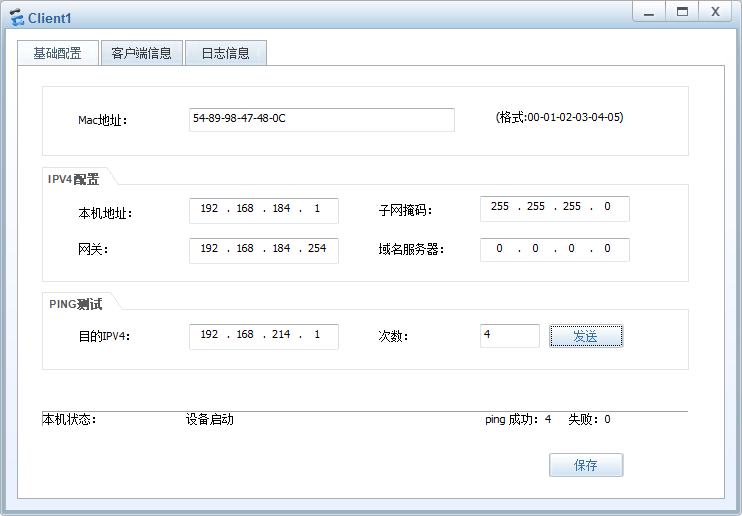 Client1
基础配置 客户端信息 日志信息
Mac地址: 54-89-98-47-48-0C (格式:00-01-02-03-04-05)
IPV4配置
本机地址: 192 . 168 . 184 . 1 子网掩码: 255 . 255 . 255 . 0
网关: 192 . 168 . 184 . 254 域名服务器: 0 . 0 . 0 . 0
PING测试
目的IPV4: 192 . 168 . 214 . 1 次数: 4 发送
本机状态: 设备启动 ping 成功: 4 失败: 0
保存